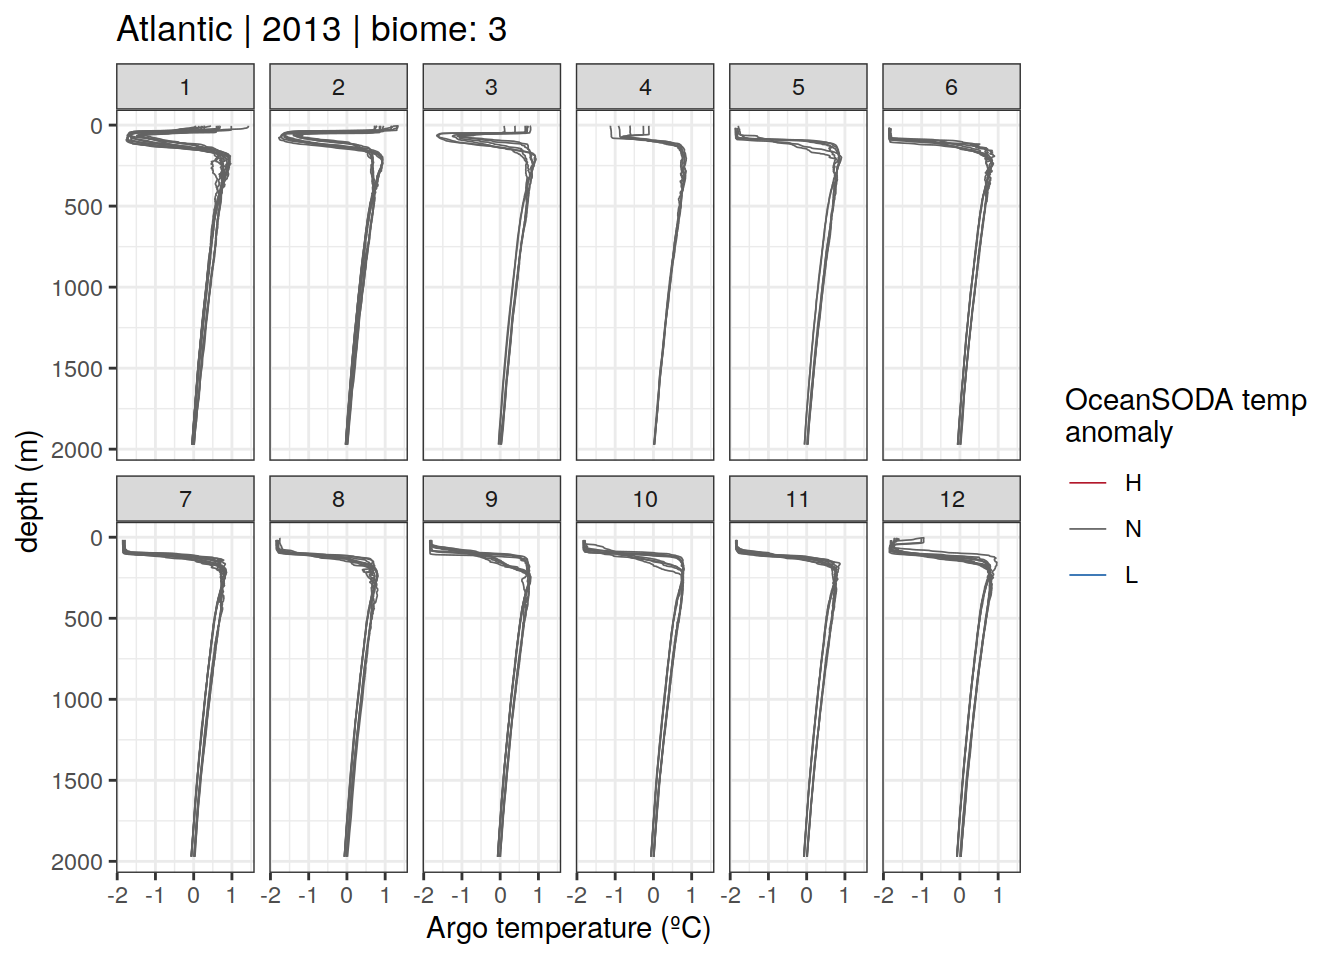 Atlantic | 2013 | biome: 3
1 2 3 4 5 6
0
500
1000
1500
2000
depth (m)
7 8 9 10 11 12
0
500
1000
1500
2000
-2 -1 0 1 -2 -1 0 1 -2 -1 0 1 -2 -1 0 1 -2 -1 0 1 -2 -1 0 1
Argo temperature (ºC)
OceanSODA temp
anomaly
H
N
L